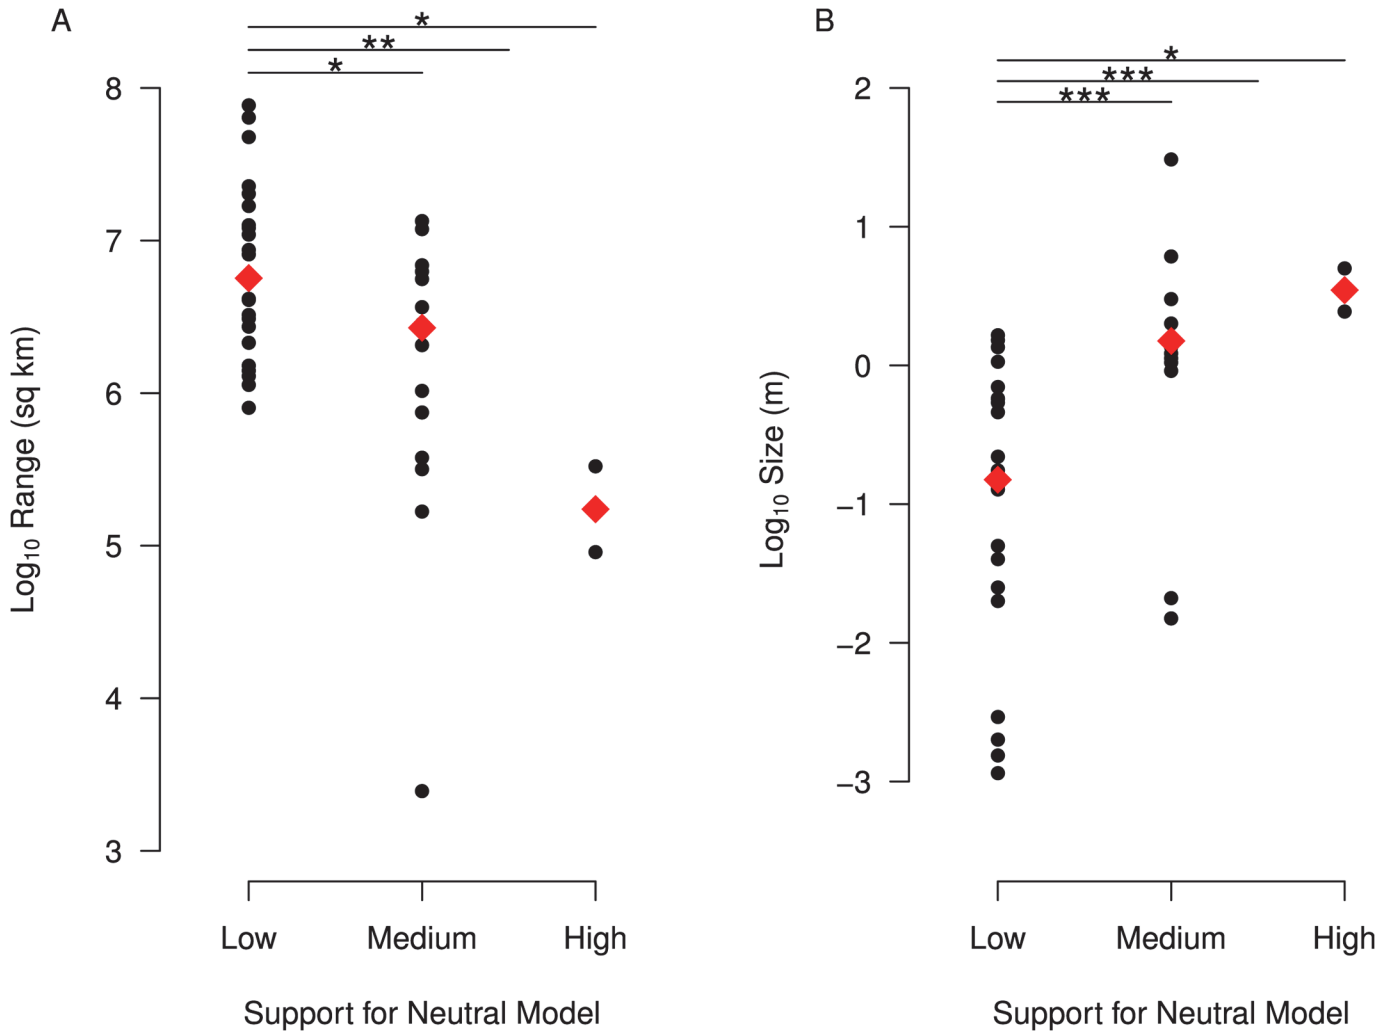 A
*
**
*
8
7
6
5
4
3
Log10 Range (sq km)
Low Medium High
Support for Neutral Model
B
*
***
***
2
1
0
−1
−2
−3
Log10 Size (m)
Low Medium High
Support for Neutral Model